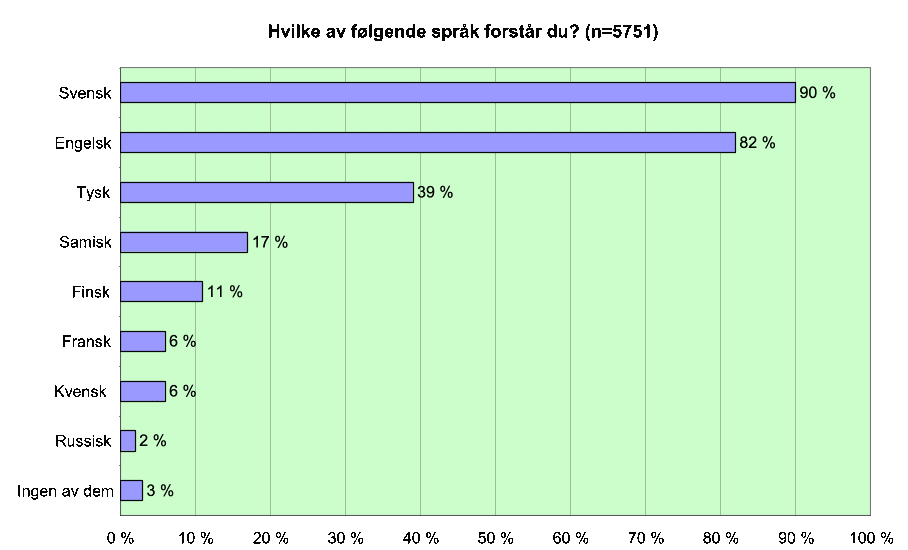 Hvilke av følgende språk forstår du? (n=5751)
Svensk 90 %
Engelsk 82 %
Tysk 39 %
Samisk 17 %
Finsk 11 %
Fransk 6 %
Kvensk 6 %
Russisk 2 %
Ingen av dem 3 %
0 % 10 % 20 % 30 % 40 % 50 % 60 % 70 % 80 % 90 % 100 %